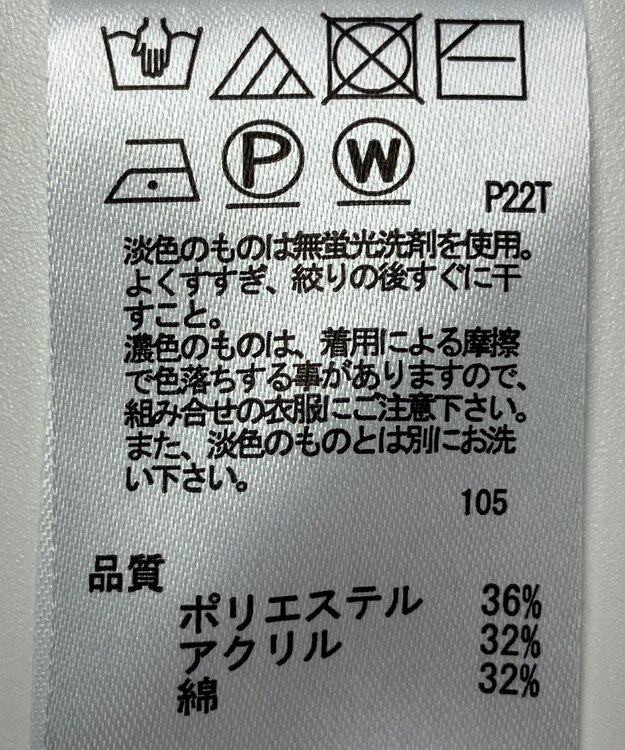 P W
P22T
淡色のものは無蛍光洗剤を使用。
よくすすぎ、絞りの後すぐに干
すこと。
濃色のものは、着用による摩擦
で色落ちする事がありますので、
組み合せの衣服にご注意下さい。
また、淡色のものとは別にお洗
い下さい。
105
品質
ポリエステル 36%
アクリル 32%
綿 32%